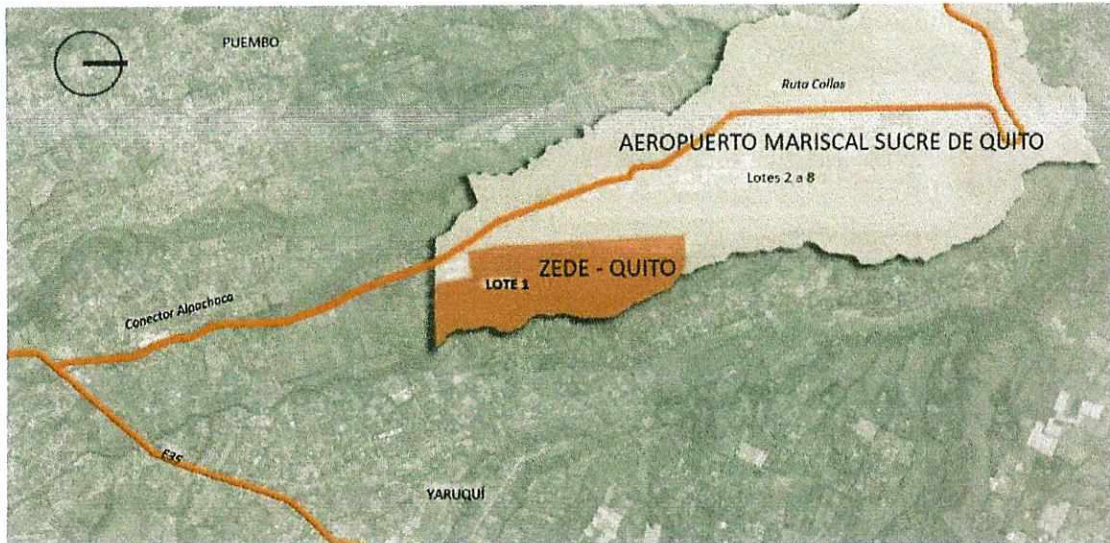 PUEMBO
Ruta Collas
AEROPUERTO MARISCAL SUCRE DE QUITO
Lotes 2 a 8
ZEDE - QUITO
LOTE 1
Conector Alpachaca
E35
YARUQUÍ